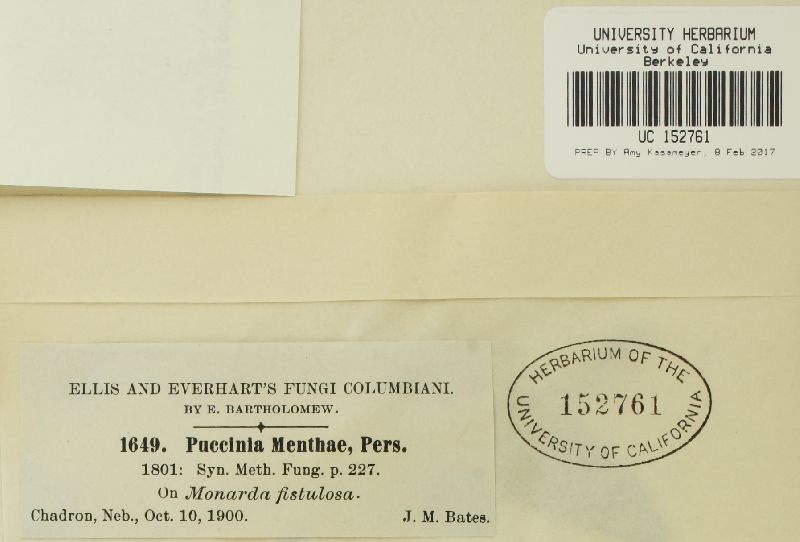 UNIVERSITY HERBARIUM
University of California
Berkeley
UC 152761
PREP BY Amy Kasameyer, 8 Feb 2017
ELLIS AND EVERHART'S FUNGI COLUMBIANI.
BY E. BARTHOLOMEW.
1649. Puccinia Menthae, Pers.
1801: Syn. Meth. Fung. p. 227.
On Monarda fistulosa.
Chadron, Neb., Oct. 10, 1900. J. M. Bates.
HERBARIUM OF THE
152761
UNIVERSITY OF CALIFORNIA